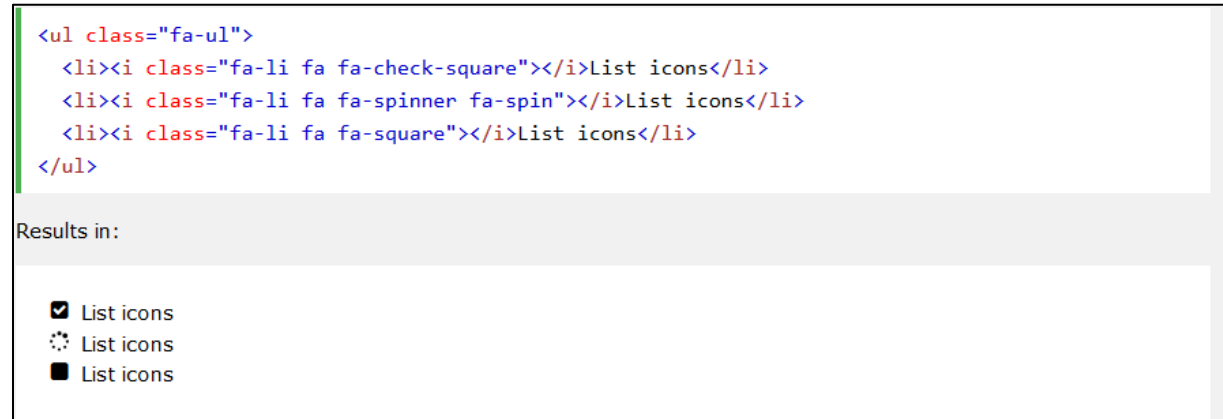 <ul class="fa-ul">
<li><i class="fa-li fa fa-check-square"></i>List icons</li>
<li><i class="fa-li fa fa-spinner fa-spin"></i>List icons</li>
<li><i class="fa-li fa fa-square"></i>List icons</li>
</ul>
Results in:
List icons
List icons
List icons